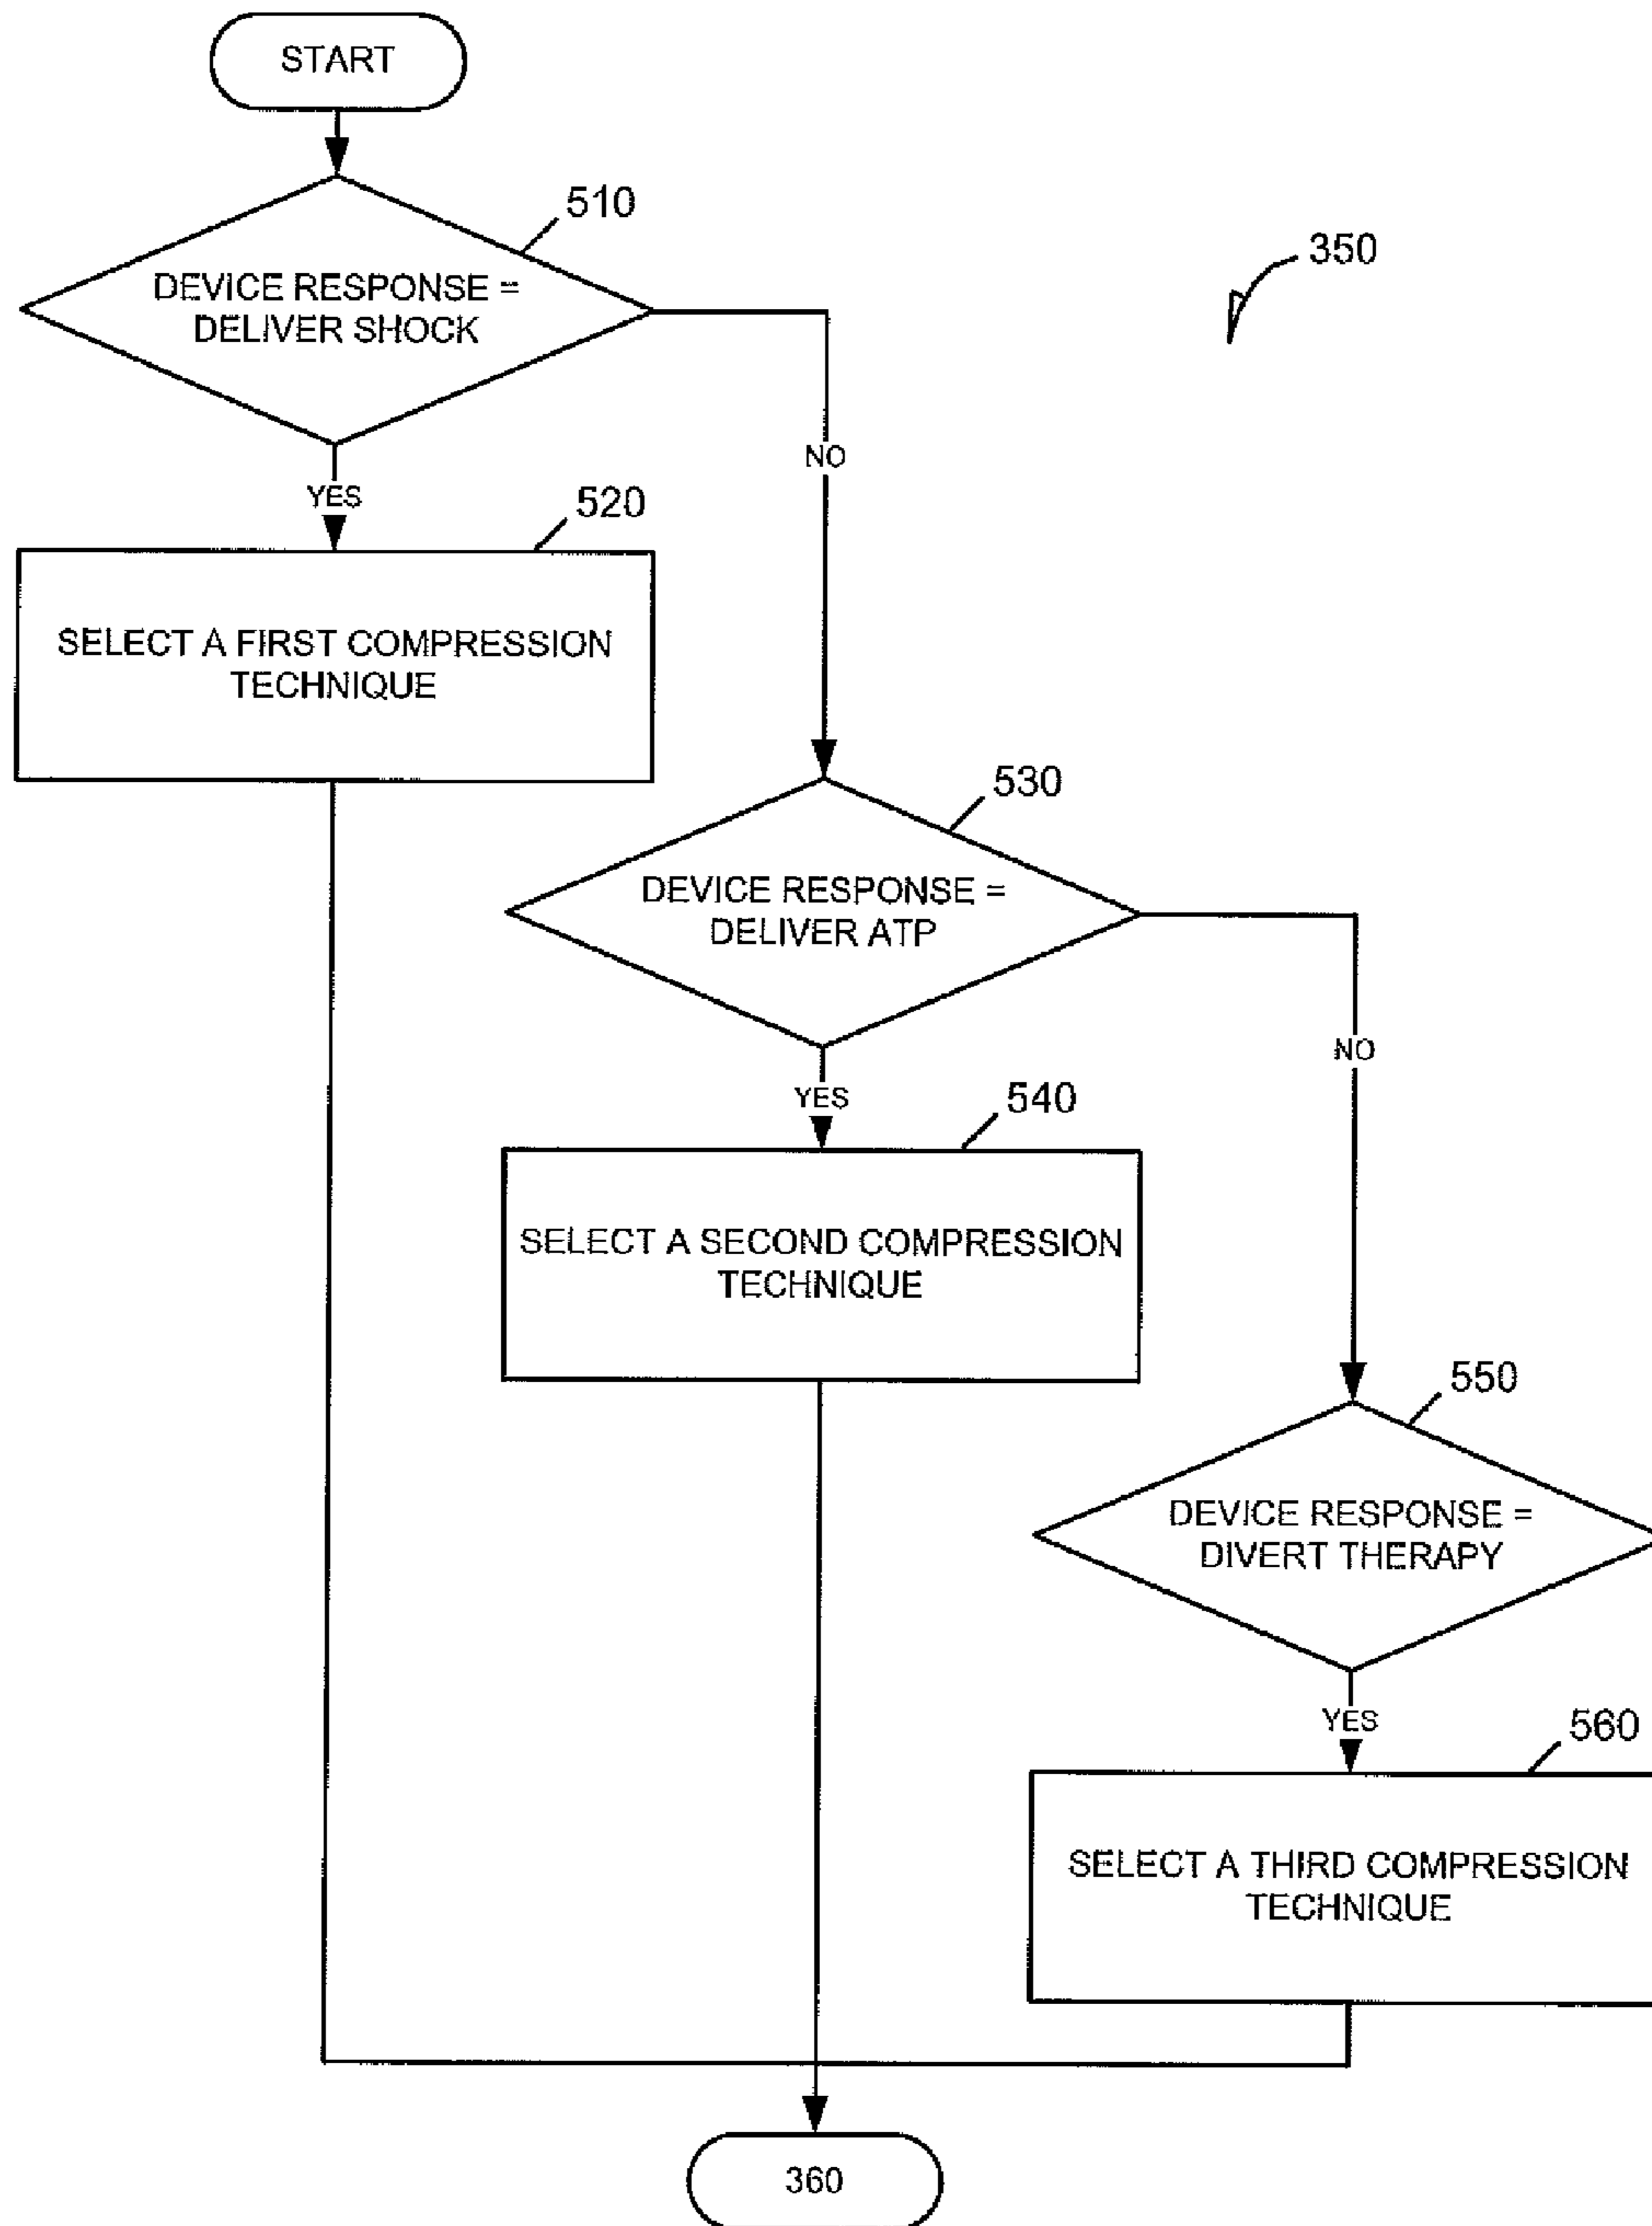 START
510
350
DEVICE RESPONSE =
DELIVER SHOCK
NO
YES
520
SELECT A FIRST COMPRESSION
TECHNIQUE
530
DEVICE RESPONSE =
DELIVER ATP
NO
YES
540
SELECT A SECOND COMPRESSION
TECHNIQUE
550
DEVICE RESPONSE =
DIVERT THERAPY
YES
560
SELECT A THIRD COMPRESSION
TECHNIQUE
360